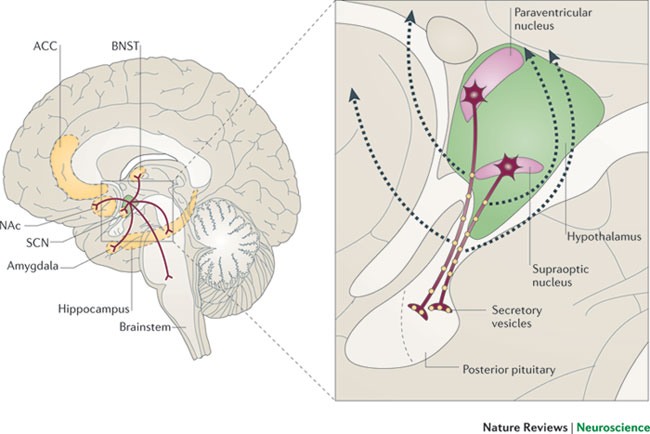 ACC
BNST
NAc
SCN
Amygdala
Hippocampus
Brainstem
Paraventricular
nucleus
Hypothalamus
Supraoptic
nucleus
Secretory
vesicles
Posterior pituitary
Nature Reviews | Neuroscience